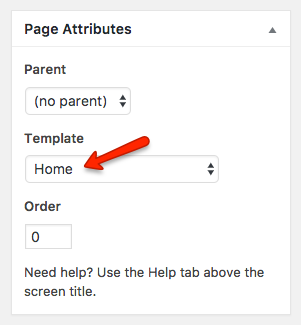 Page Attributes
Parent
(no parent)
Template
Home
Order
0
Need help? Use the Help tab above the
screen title.